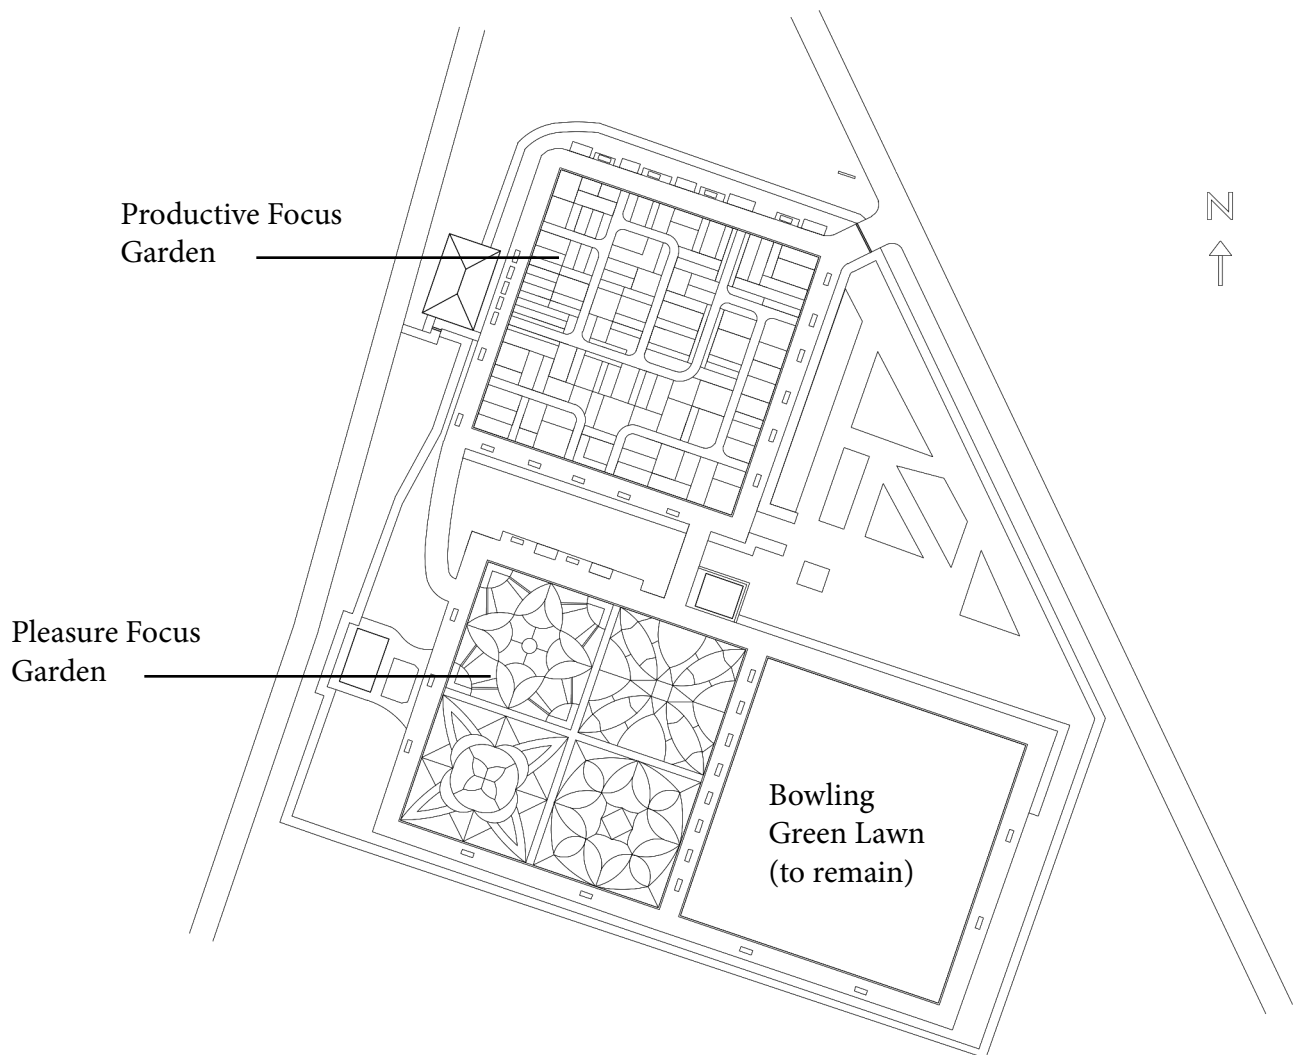 Productive Focus
Garden
N
Pleasure Focus
Garden
Bowling
Green Lawn
(to remain)